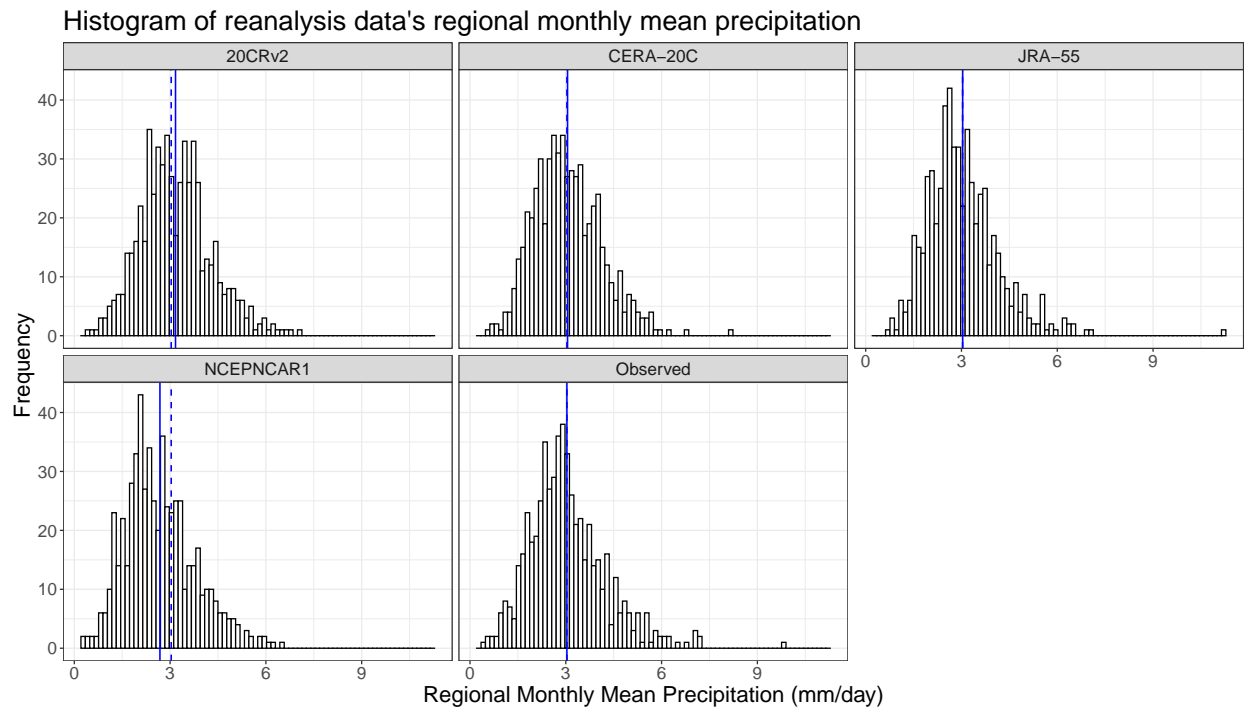 Histogram of reanalysis data's regional monthly mean precipitation
20CRv2
CERA−20C
JRA−55
40
30
20
10
0
0 3 6 9
NCEPNCAR1
Observed
40
30
20
10
0
0 3 6 9
0 3 6 9
Frequency
Regional Monthly Mean Precipitation (mm/day)